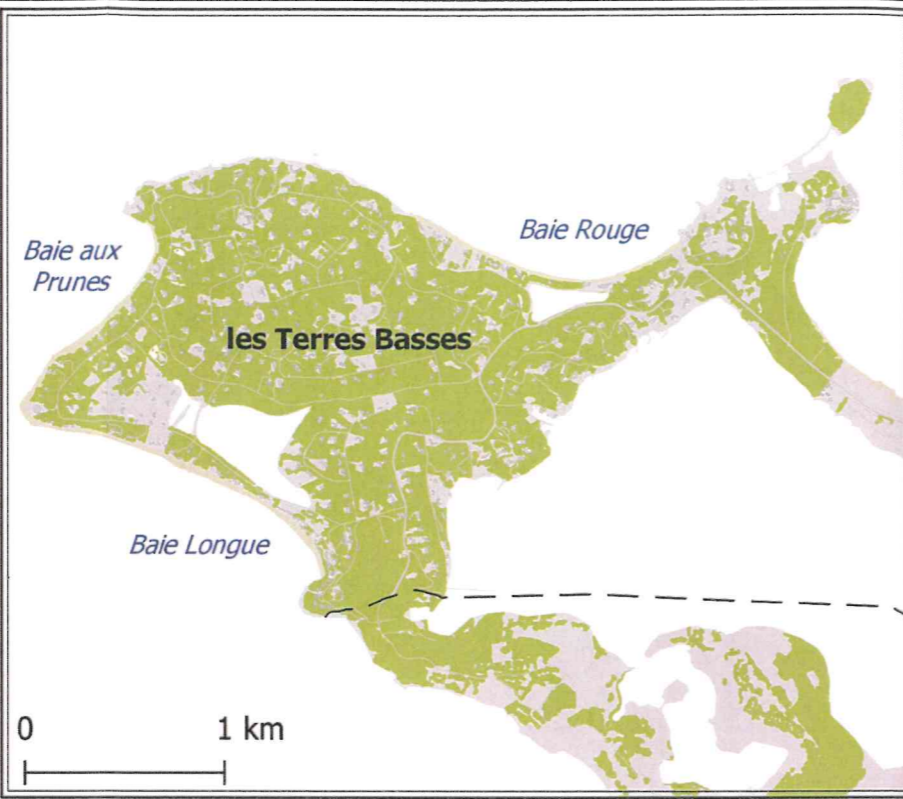 Baie Rouge
Baie aux
Prunes
les Terres Basses
Baie Longue
0 1 km